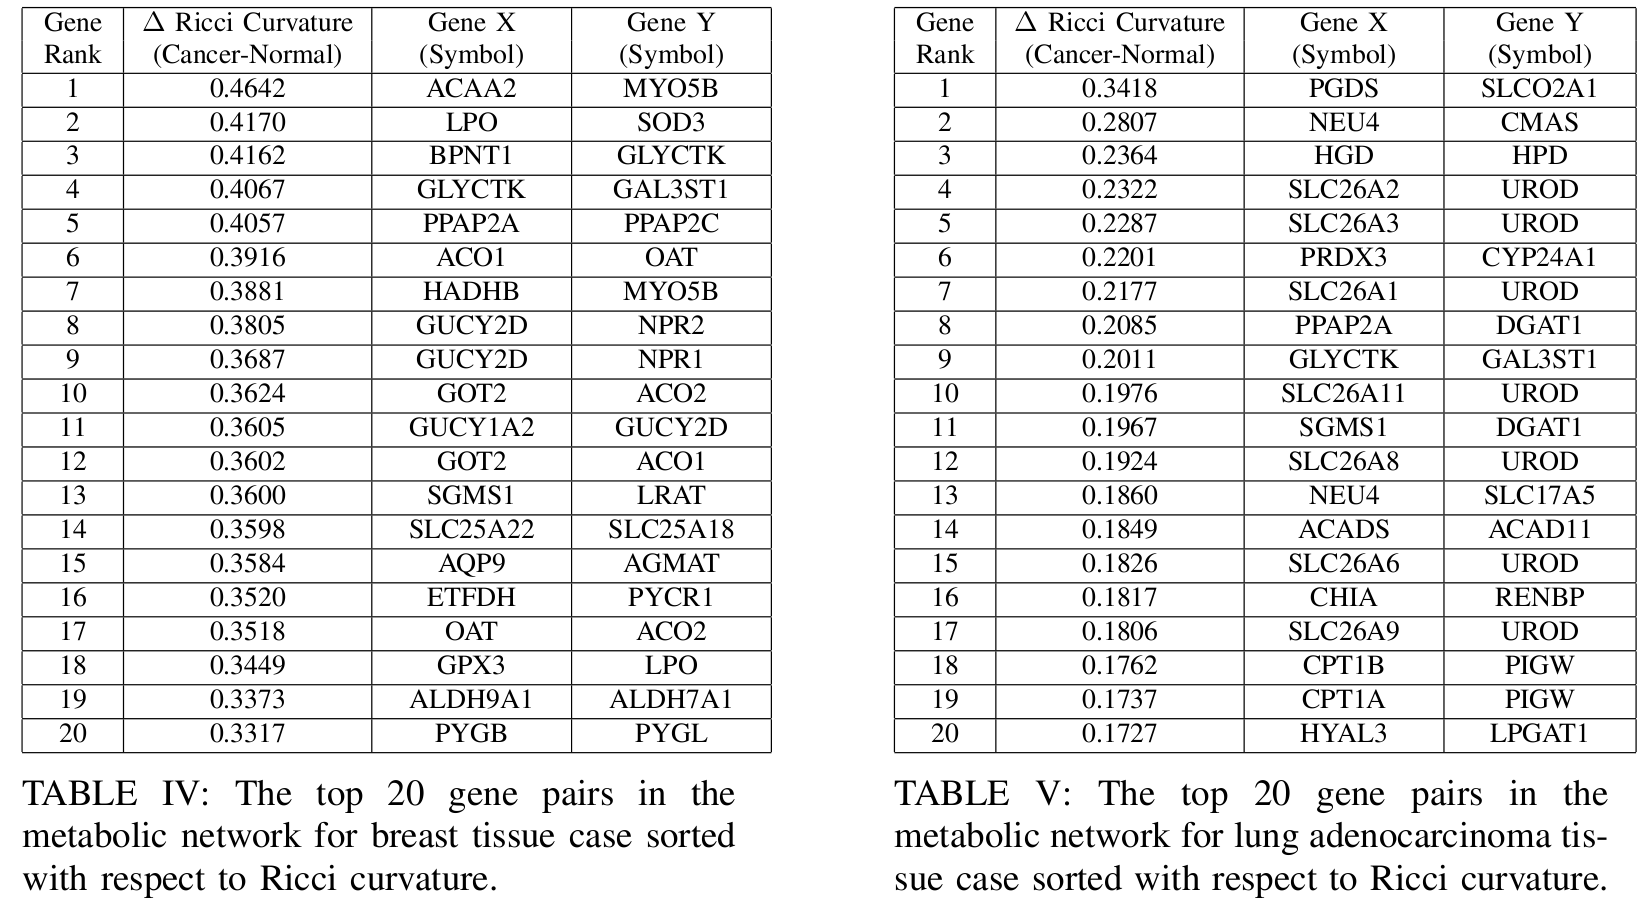 Gene Δ Ricci Curvature Gene X Gene Y
Rank (Cancer-Normal) (Symbol) (Symbol)
1 0.4642 ACAA2 MYO5B
2 0.4170 LPO SOD3
3 0.4162 BPNT1 GLYCTK
4 0.4067 GLYCTK GAL3ST1
5 0.4057 PPAP2A PPAP2C
6 0.3916 ACO1 OAT
7 0.3881 HADHB MYO5B
8 0.3805 GUCY2D NPR2
9 0.3687 GUCY2D NPR1
10 0.3624 GOT2 ACO2
11 0.3605 GUCY1A2 GUCY2D
12 0.3602 GOT2 ACO1
13 0.3600 SGMS1 LRAT
14 0.3598 SLC25A22 SLC25A18
15 0.3584 AQP9 AGMAT
16 0.3520 ETFDH PYCR1
17 0.3518 OAT ACO2
18 0.3449 GPX3 LPO
19 0.3373 ALDH9A1 ALDH7A1
20 0.3317 PYGB PYGL
TABLE IV: The top 20 gene pairs in the
metabolic network for breast tissue case sorted
with respect to Ricci curvature.
Gene Δ Ricci Curvature Gene X Gene Y
Rank (Cancer-Normal) (Symbol) (Symbol)
1 0.3418 PGDS SLCO2A1
2 0.2807 NEU4 CMAS
3 0.2364 HGD HPD
4 0.2322 SLC26A2 UROD
5 0.2287 SLC26A3 UROD
6 0.2201 PRDX3 CYP24A1
7 0.2177 SLC26A1 UROD
8 0.2085 PPAP2A DGAT1
9 0.2011 GLYCTK GAL3ST1
10 0.1976 SLC26A11 UROD
11 0.1967 SGMS1 DGAT1
12 0.1924 SLC26A8 UROD
13 0.1860 NEU4 SLC17A5
14 0.1849 ACADS ACAD11
15 0.1826 SLC26A6 UROD
16 0.1817 CHIA RENBP
17 0.1806 SLC26A9 UROD
18 0.1762 CPT1B PIGW
19 0.1737 CPT1A PIGW
20 0.1727 HYAL3 LPGAT1
TABLE V: The top 20 gene pairs in the
metabolic network for lung adenocarcinoma tis-
sue case sorted with respect to Ricci curvature.